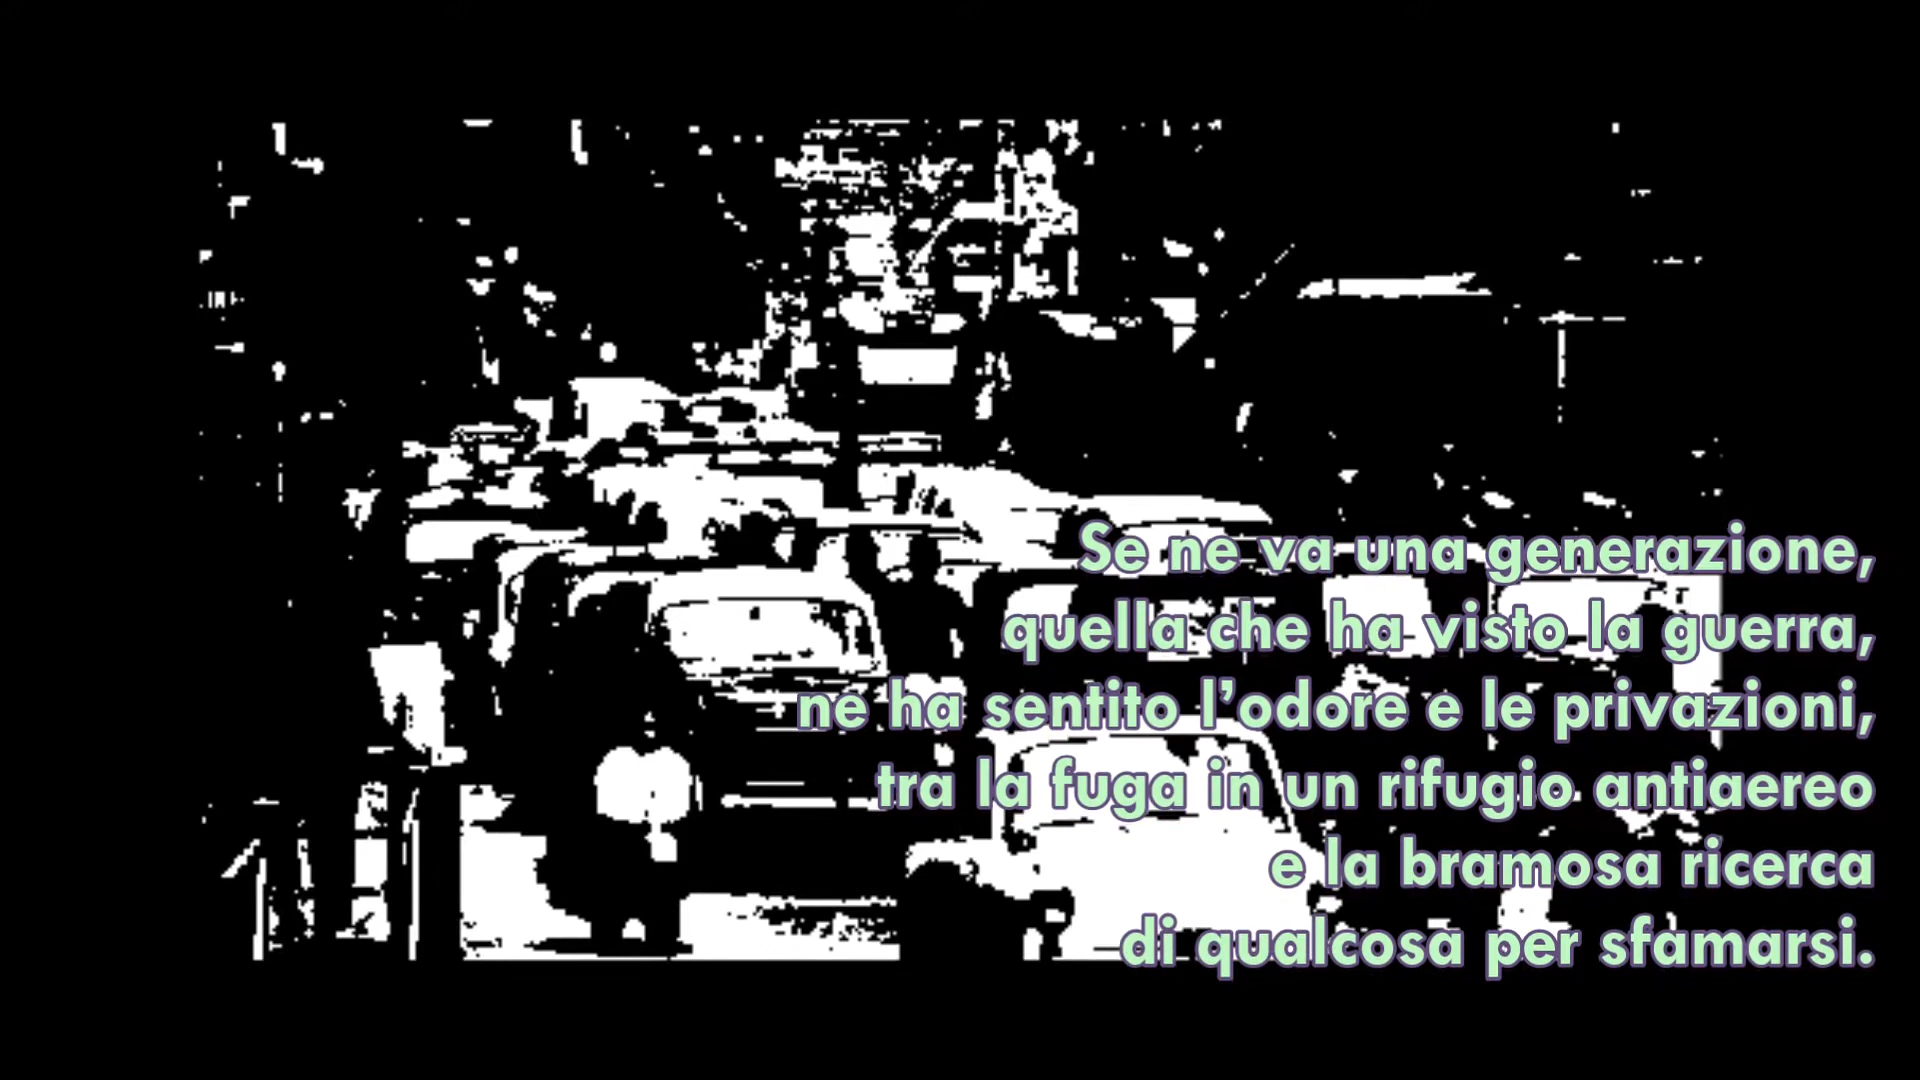 Se ne va una generazione,
quella che ha visto la guerra,
ne ha sentito l’odore e le privazioni,
tra la fuga in un rifugio antiaereo
e la bramosa ricerca
di qualcosa per sfamarsi.